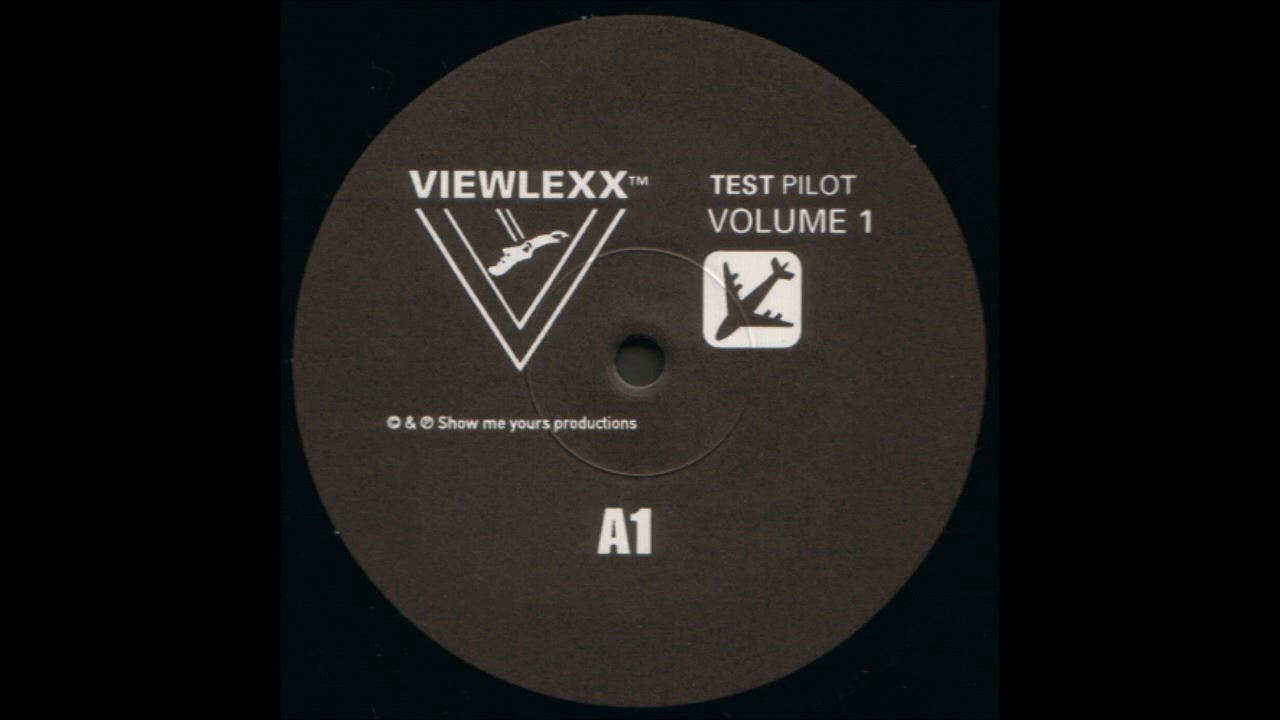 VIEWLEXX™
TEST PILOT
VOLUME 1
© & ℗ Show me yours productions
A1